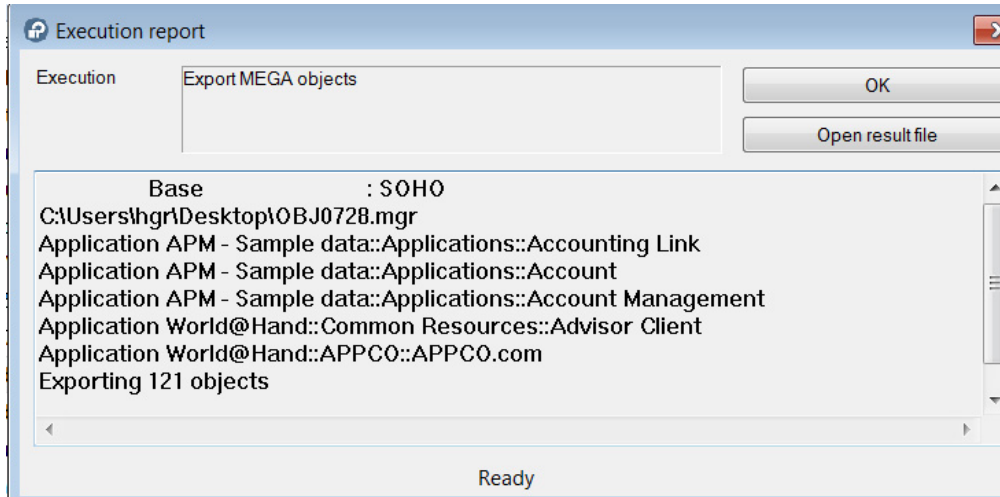 Execution report
Execution
Export MEGA objects
OK
Open result file
Base : SOHO
C:\Users\hgr\Desktop\OBJ0728.mgr
Application APM - Sample data::Applications::Accounting Link
Application APM - Sample data::Applications::Account
Application APM - Sample data::Applications::Account Management
Application World@Hand::Common Resources::Advisor Client
Application World@Hand::APPCO::APPCO.com
Exporting 121 objects
Ready